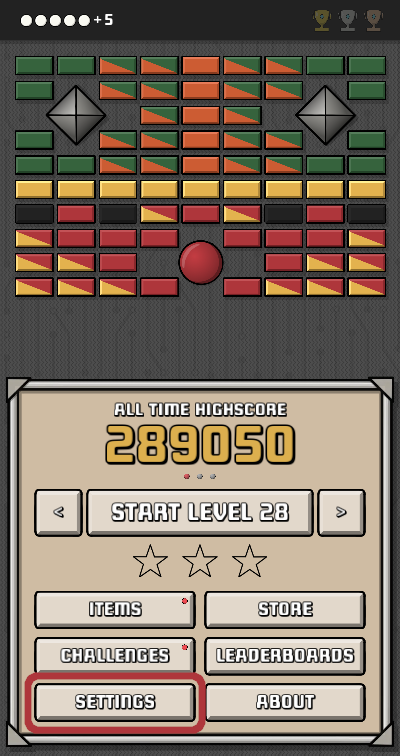 +5
ALL TIME HIGHSCORE
289050
< START LEVEL 28 >
ITEMS STORE
CHALLENGES LEADERBOARDS
SETTINGS ABOUT